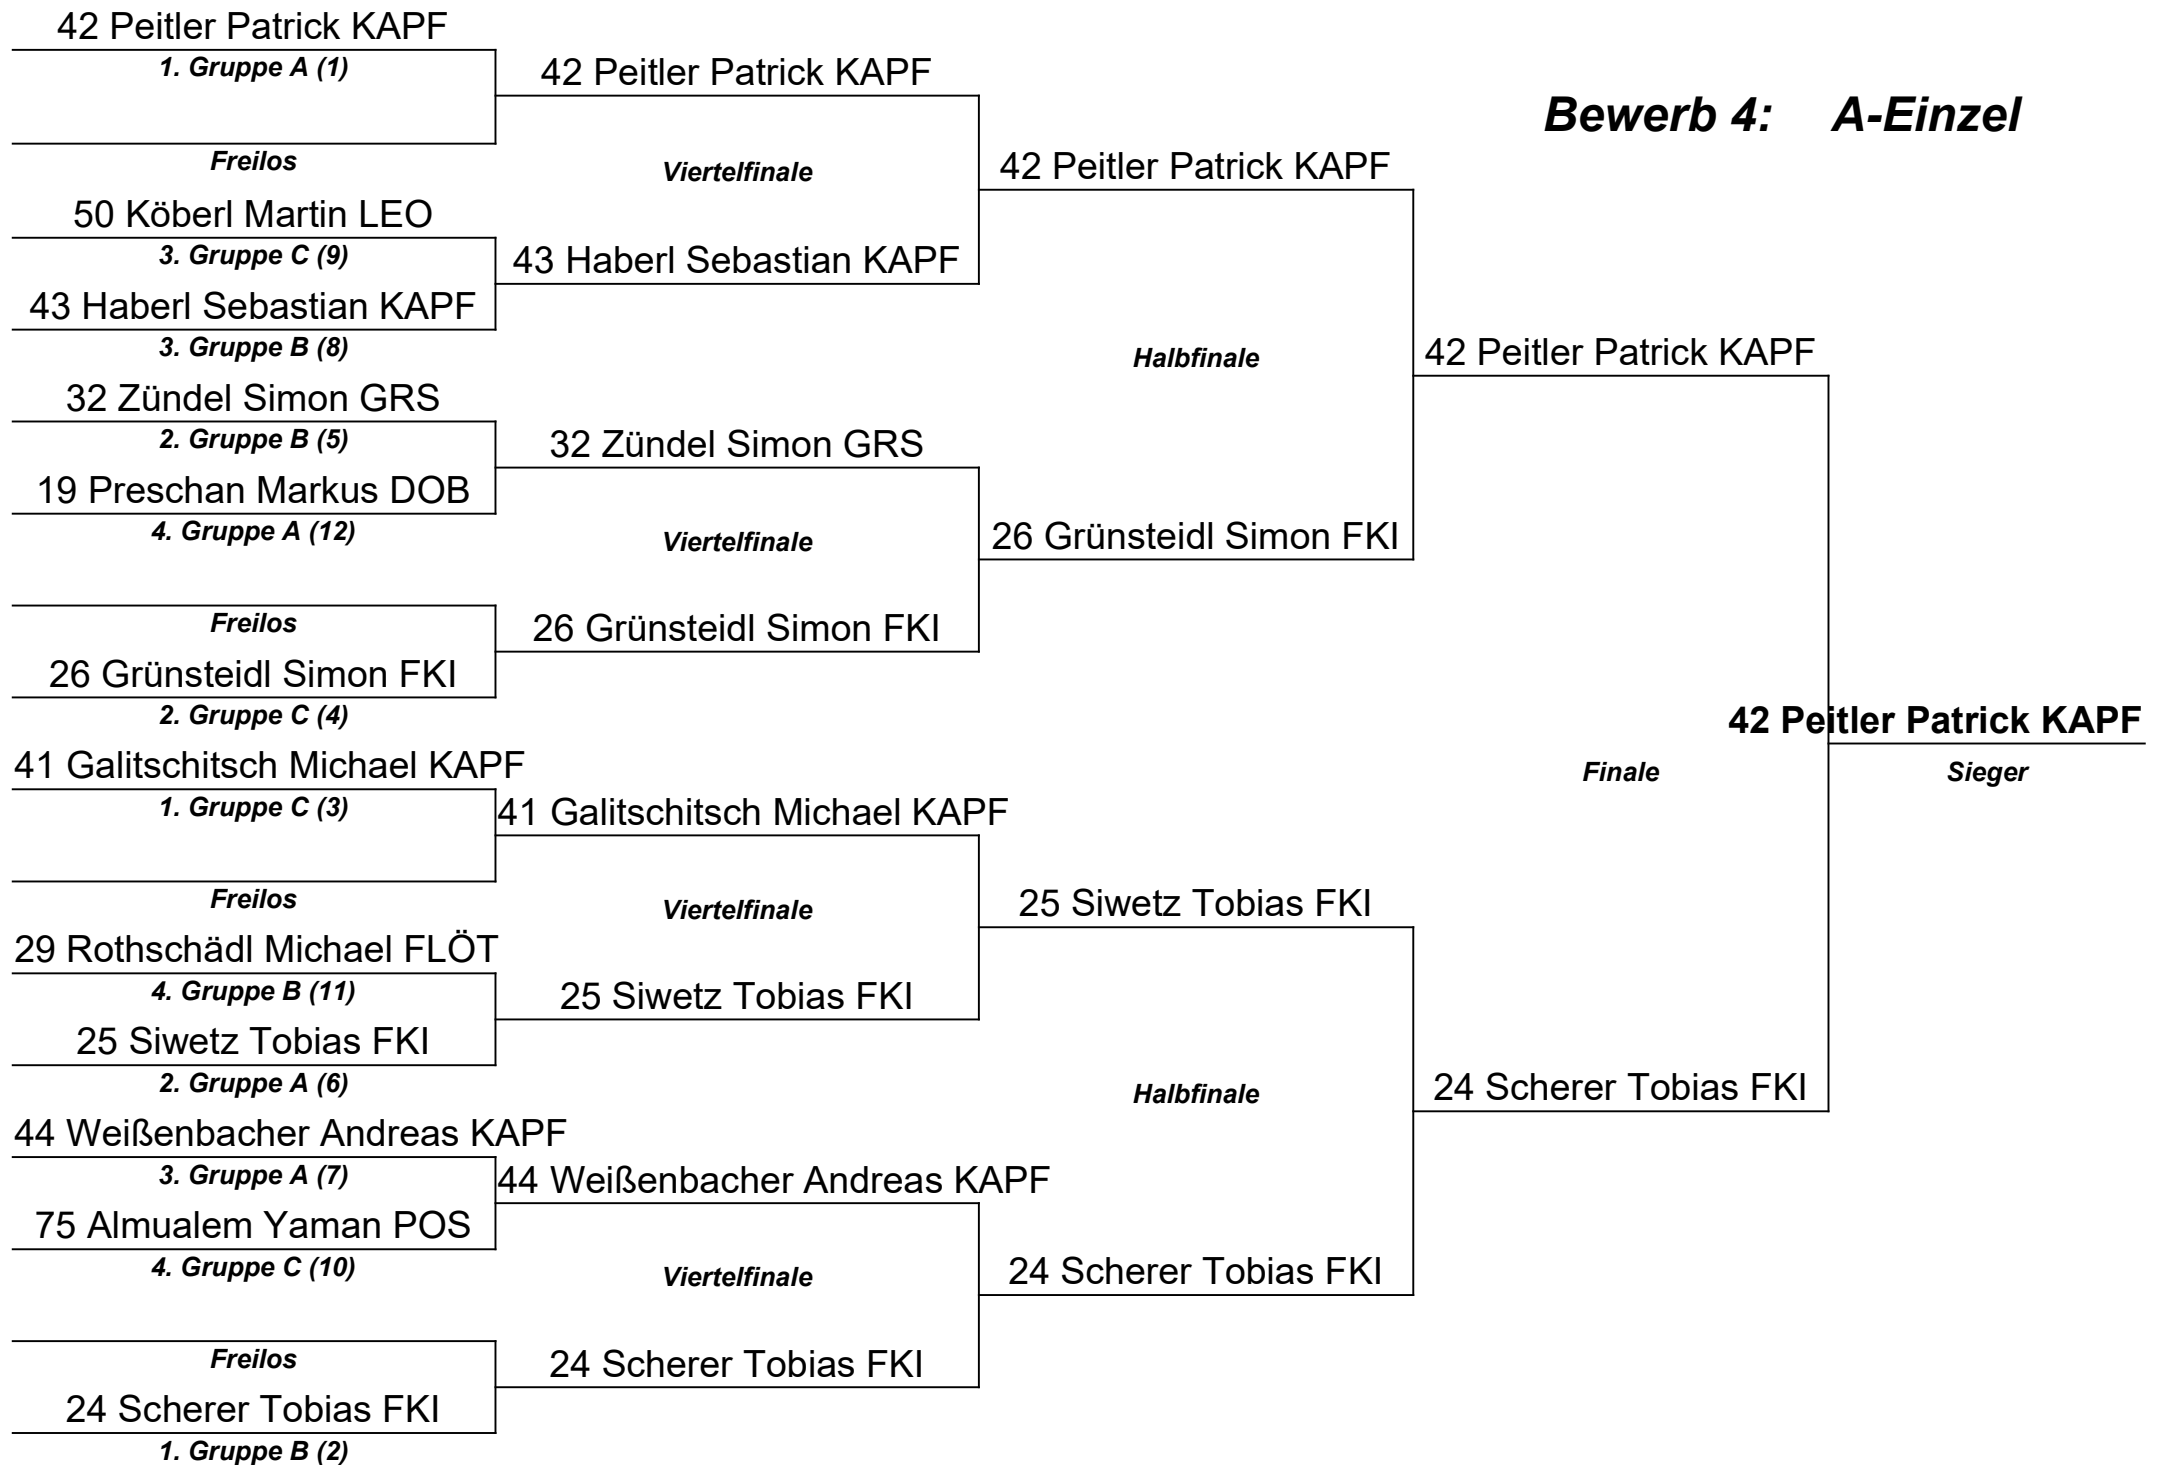 42 Peitler Patrick KAPF
1. Gruppe A (1)
42 Peitler Patrick KAPF
Bewerb 4: A-Einzel
Freilos
Viertelfinale
42 Peitler Patrick KAPF
50 Köberl Martin LEO
3. Gruppe C (9)
43 Haberl Sebastian KAPF
43 Haberl Sebastian KAPF
3. Gruppe B (8)
Halbfinale
42 Peitler Patrick KAPF
32 Zündel Simon GRS
2. Gruppe B (5)
32 Zündel Simon GRS
19 Preschan Markus DOB
4. Gruppe A (12)
Viertelfinale
26 Grünsteidl Simon FKI
Freilos
26 Grünsteidl Simon FKI
26 Grünsteidl Simon FKI
2. Gruppe C (4)
42 Peitler Patrick KAPF
41 Galitschitsch Michael KAPF
Finale
Sieger
1. Gruppe C (3)
41 Galitschitsch Michael KAPF
Freilos
Viertelfinale
25 Siwetz Tobias FKI
29 Rothschädl Michael FLÖT
4. Gruppe B (11)
25 Siwetz Tobias FKI
25 Siwetz Tobias FKI
2. Gruppe A (6)
Halbfinale
24 Scherer Tobias FKI
44 Weißenbacher Andreas KAPF
3. Gruppe A (7)
44 Weißenbacher Andreas KAPF
75 Almualem Yaman POS
4. Gruppe C (10)
Viertelfinale
24 Scherer Tobias FKI
Freilos
24 Scherer Tobias FKI
24 Scherer Tobias FKI
1. Gruppe B (2)